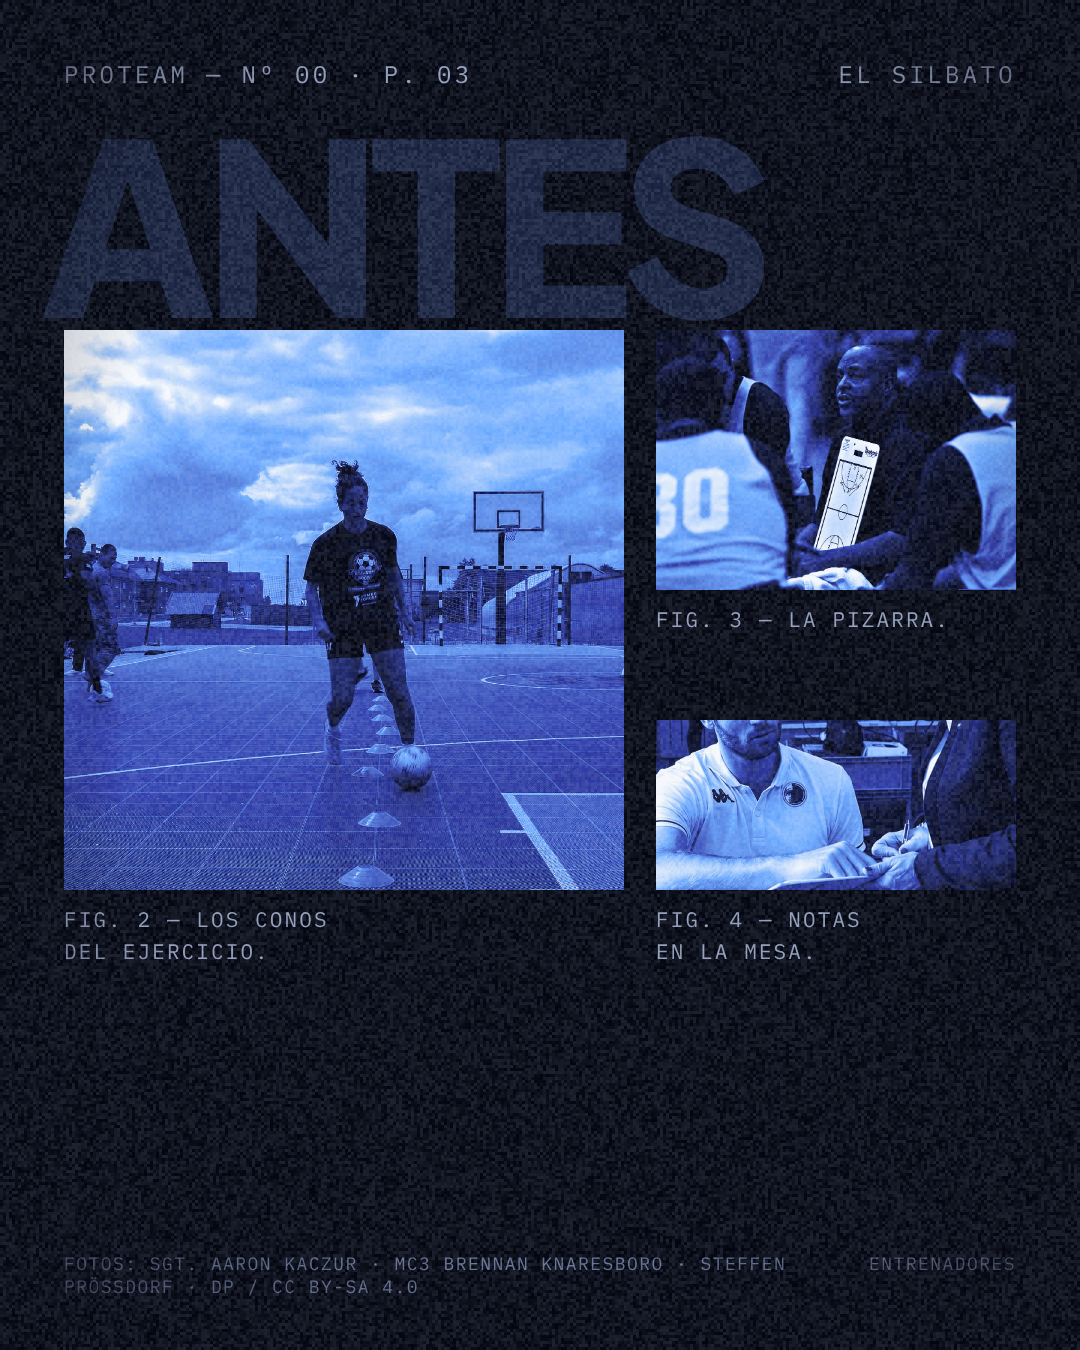 PROTEAM — Nº 00 · P. 03
EL SILBATO
ANTES
80
FIG. 3 — LA PIZARRA.
FIG. 2 — LOS CONOS
DEL EJERCICIO.
FIG. 4 — NOTAS
EN LA MESA.
FOTOS: SGT. AARON KACZUR · MC3 BRENNAN KNARESBORO · STEFFEN
PRÖSSDORF · DP / CC BY-SA 4.0
ENTRENADORES